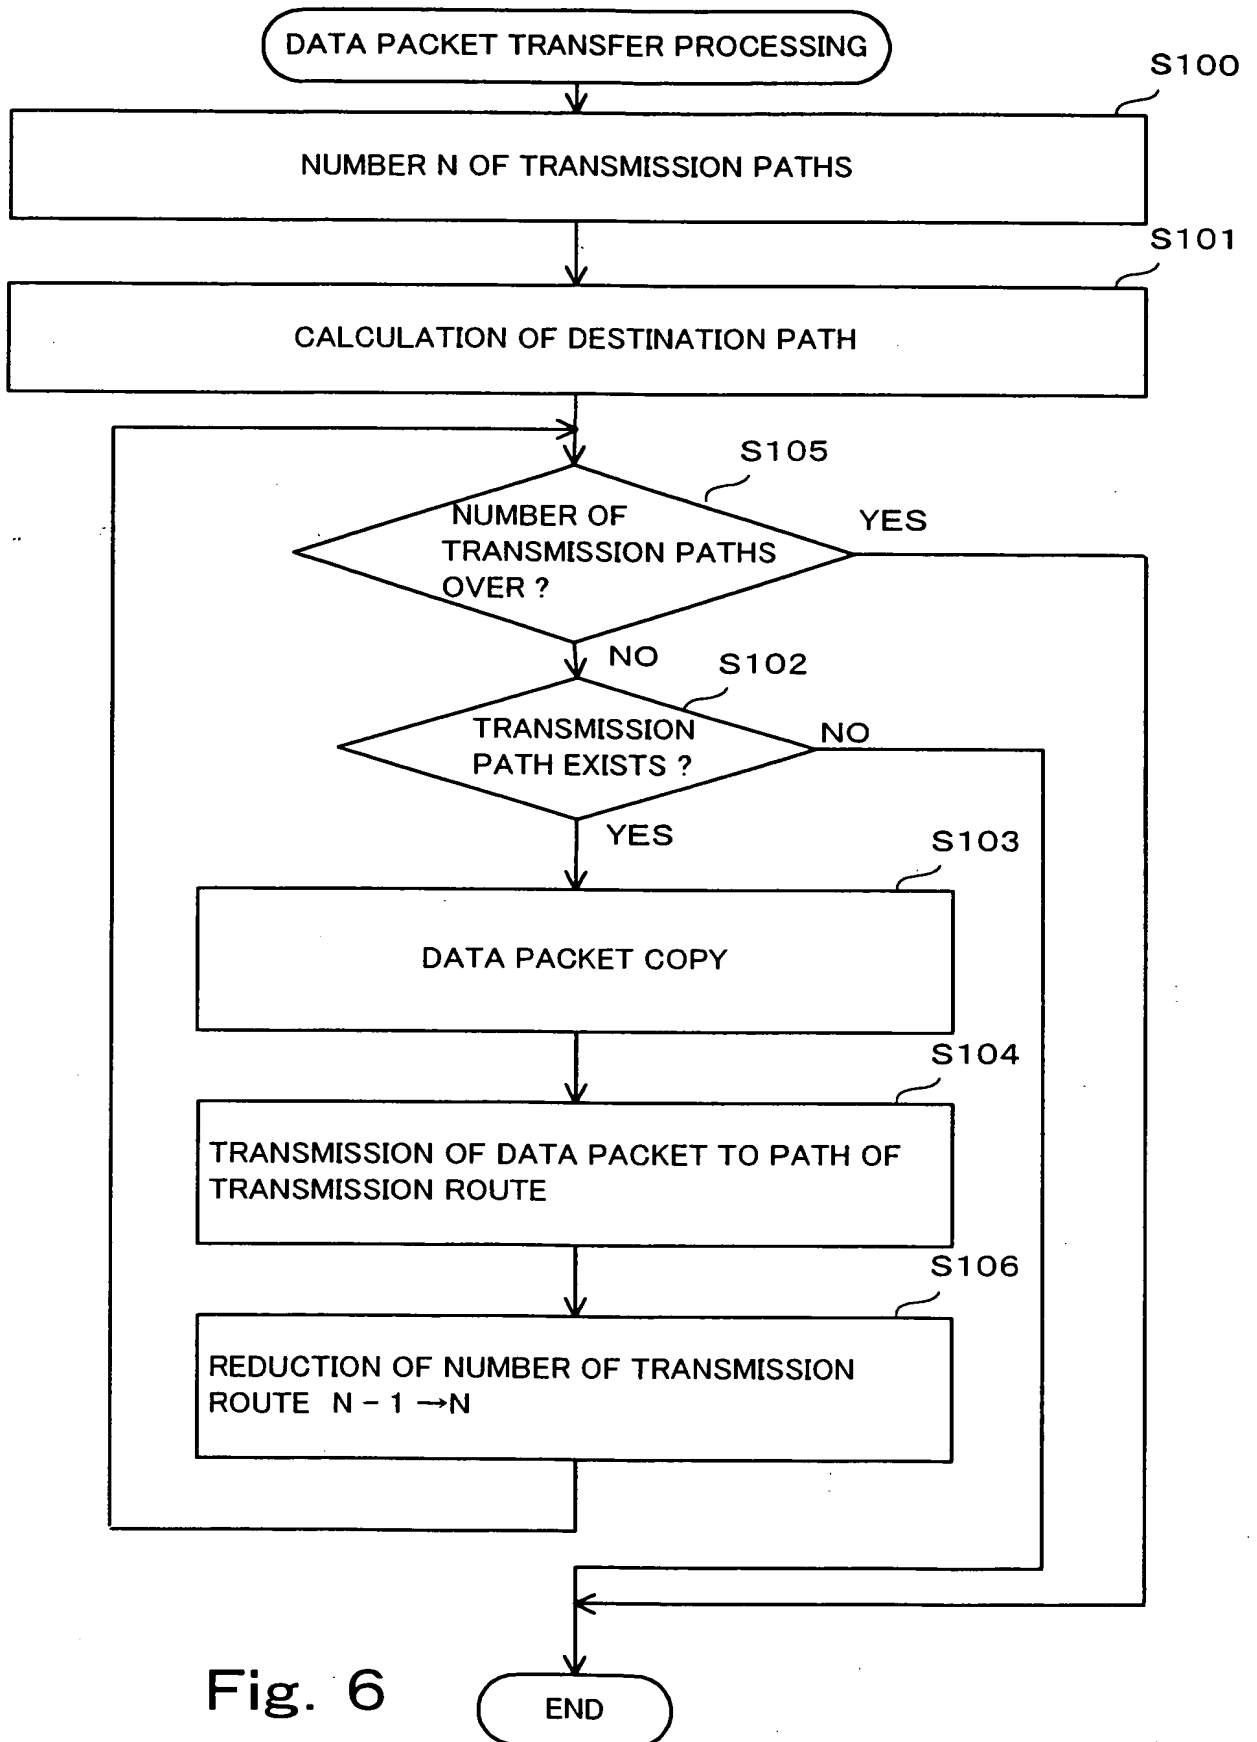 DATA PACKET TRANSFER PROCESSING
S100
NUMBER N OF TRANSMISSION PATHS
S101
CALCULATION OF DESTINATION PATH
S105
NUMBER OF
TRANSMISSION PATHS
OVER ?
YES
NO
S102
TRANSMISSION
PATH EXISTS ?
NO
YES
S103
DATA PACKET COPY
S104
TRANSMISSION OF DATA PACKET TO PATH OF
TRANSMISSION ROUTE
S106
REDUCTION OF NUMBER OF TRANSMISSION
ROUTE N − 1 →N
END
Fig. 6